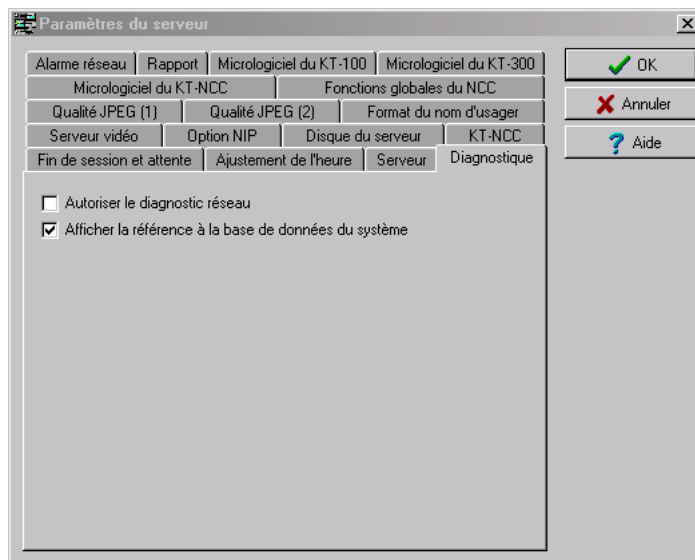 Paramètres du serveur
Alarme réseau Rapport Micrologiciel du KT-100 Micrologiciel du KT-300
Micrologiciel du KT-NCC Fonctions globales du NCC
Qualité JPEG (1) Qualité JPEG (2) Format du nom d'usager
Serveur vidéo Option NIP Disque du serveur KT-NCC
Fin de session et attente Ajustement de l'heure Serveur Diagnostique
Autoriser le diagnostic réseau
Afficher la référence à la base de données du système
OK
Annuler
Aide